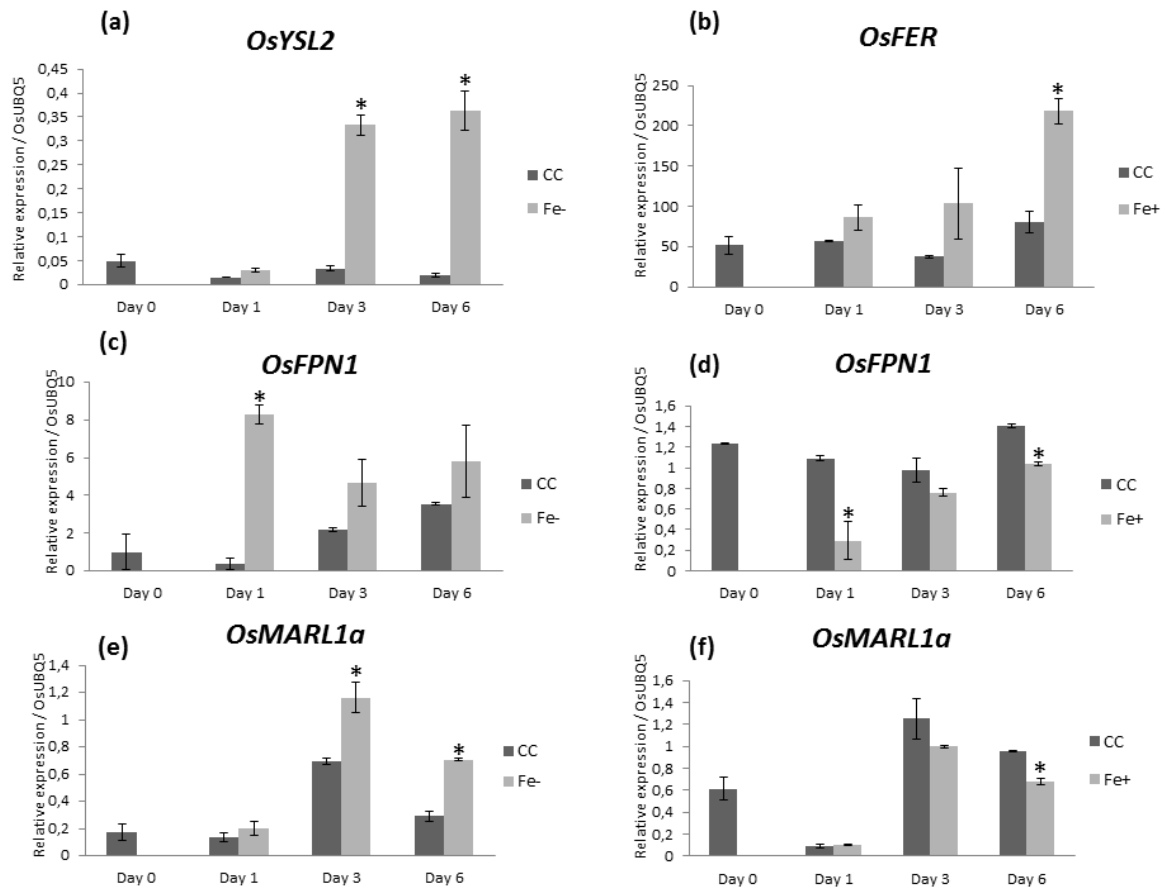 (a)
OsYSL2
Relative expression / OsUBQ5
0,45
0,4
0,35
0,3
0,25
0,2
0,15
0,1
0,05
0
*
*
CC
Fe-
Day 0 Day 1 Day 3 Day 6
(b)
OsFER
Relative expression / OsUBQ5
250
200
150
100
50
0
*
CC
Fe+
Day 0 Day 1 Day 3 Day 6
(c)
OsFPN1
Relative expression / OsUBQ5
10
8
6
4
2
0
*
CC
Fe-
Day 0 Day 1 Day 3 Day 6
(d)
OsFPN1
Relative expression / OsUBQ5
1,6
1,4
1,2
1
0,8
0,6
0,4
0,2
0
*
*
CC
Fe+
Day 0 Day 1 Day 3 Day 6
(e)
OsMARL1a
Relative expression / OsUBQ5
1,4
1,2
1
0,8
0,6
0,4
0,2
0
*
*
CC
Fe-
Day 0 Day 1 Day 3 Day 6
(f)
OsMARL1a
Relative expression / OsUBQ5
1,6
1,4
1,2
1
0,8
0,6
0,4
0,2
0
*
CC
Fe+
Day 0 Day 1 Day 3 Day 6